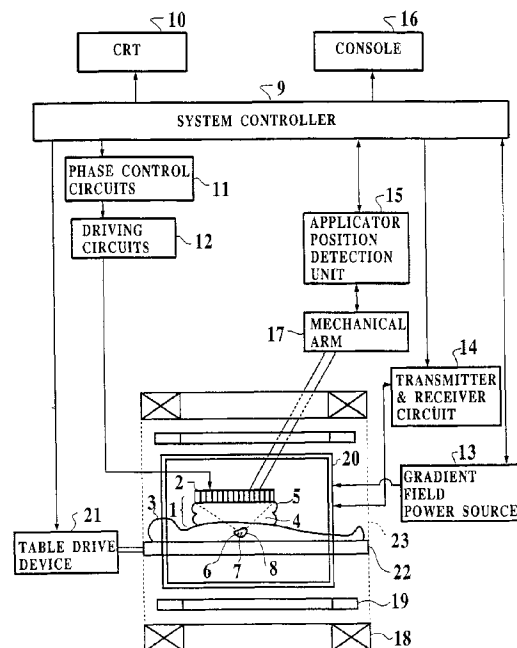 10
16
CRT
CONSOLE
9
SYSTEM CONTROLLER
PHASE CONTROL
CIRCUITS
11
15
DRIVING
CIRCUITS
12
APPLICATOR
POSITION
DETECTION
UNIT
17
MECHANICAL
ARM
14
TRANSMITTER
& RECEIVER
CIRCUIT
13
20
GRADIENT
FIELD
POWER SOURCE
2
5
3
1
4
21
23
TABLE DRIVE
DEVICE
6
7
8
22
19
18